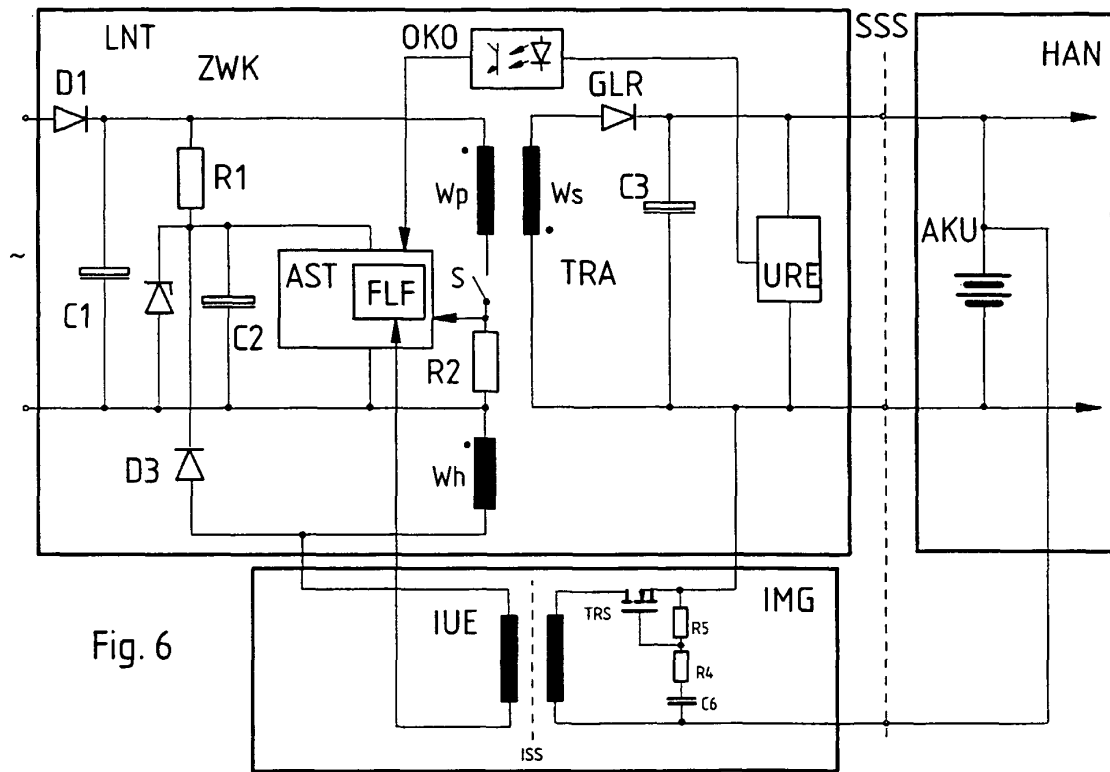 LNT
OKO
SSS
HAN
ZWK
D1
GLR
R1
Wp
Ws
C3
AKU
~
AST
S
TRA
URE
FLF
C1
C2
R2
D3
Wh
IUE
TRS
IMG
R5
Fig. 6
R4
C6
ISS